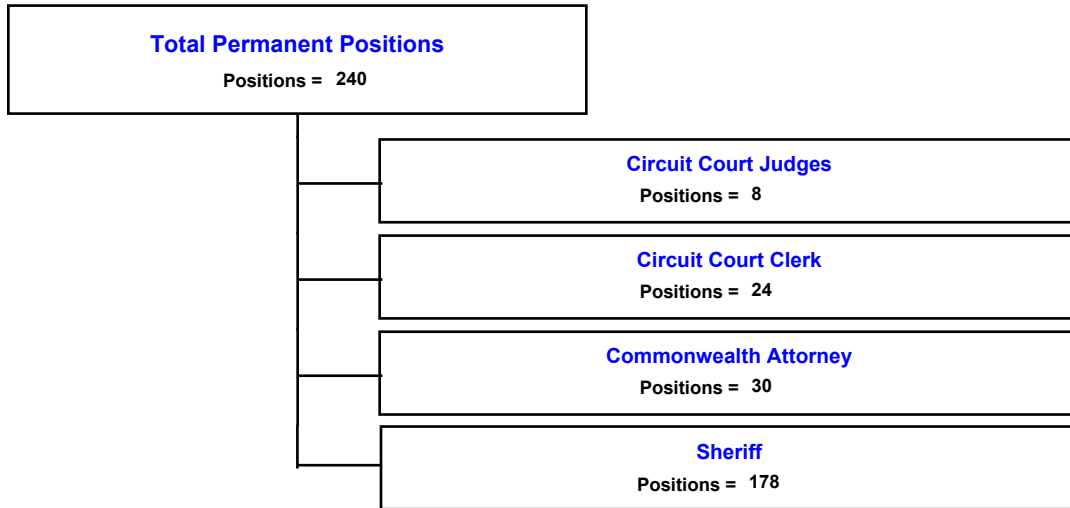 Total Permanent Positions
Positions = 240
Circuit Court Judges
Positions = 8
Circuit Court Clerk
Positions = 24
Commonwealth Attorney
Positions = 30
Sheriff
Positions = 178